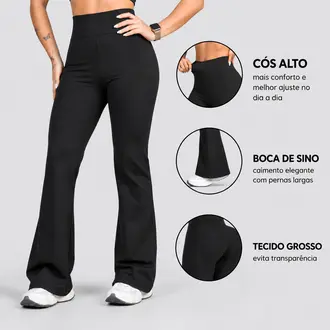 CÓS ALTO
mais conforto e
melhor ajuste no
dia a dia
BOCA DE SINO
caimento elegante
com pernas largas
TECIDO GROSSO
evita transparência